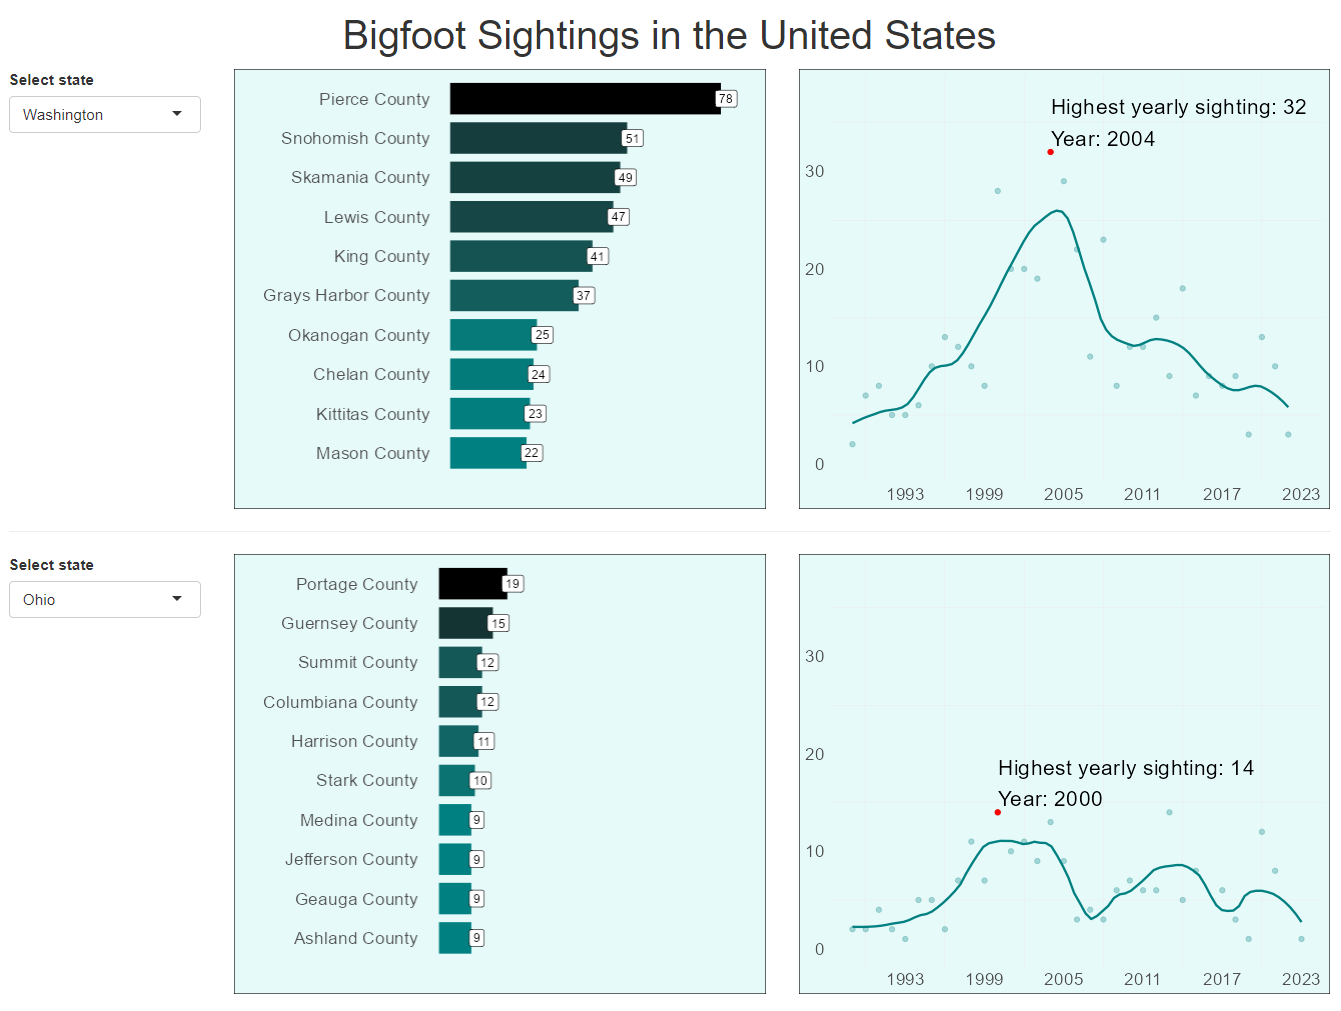 Bigfoot Sightings in the United States
Select state
Washington
Pierce County 78
Snohomish County 51
Skamania County 49
Lewis County 47
King County 41
Grays Harbor County 37
Okanogan County 25
Chelan County 24
Kittitas County 23
Mason County 22
Highest yearly sighting: 32
Year: 2004
30
20
10
0
1993 1999 2005 2011 2017 2023
Select state
Ohio
Portage County 19
Guernsey County 15
Summit County 12
Columbiana County 12
Harrison County 11
Stark County 10
Medina County 9
Jefferson County 9
Geauga County 9
Ashland County 9
30
20
Highest yearly sighting: 14
Year: 2000
10
0
1993 1999 2005 2011 2017 2023